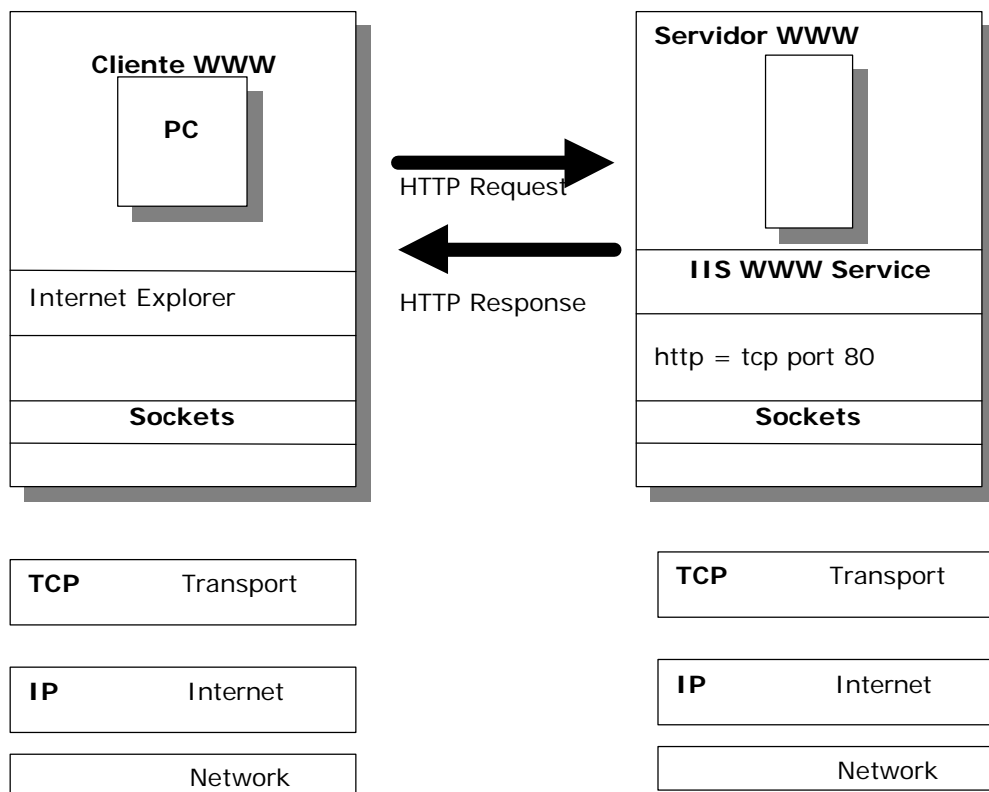 Cliente WWW
PC
Internet Explorer
Sockets
HTTP Request
HTTP Response
Servidor WWW
IIS WWW Service
http = tcp port 80
Sockets
TCP Transport
IP Internet
Network
TCP Transport
IP Internet
Network